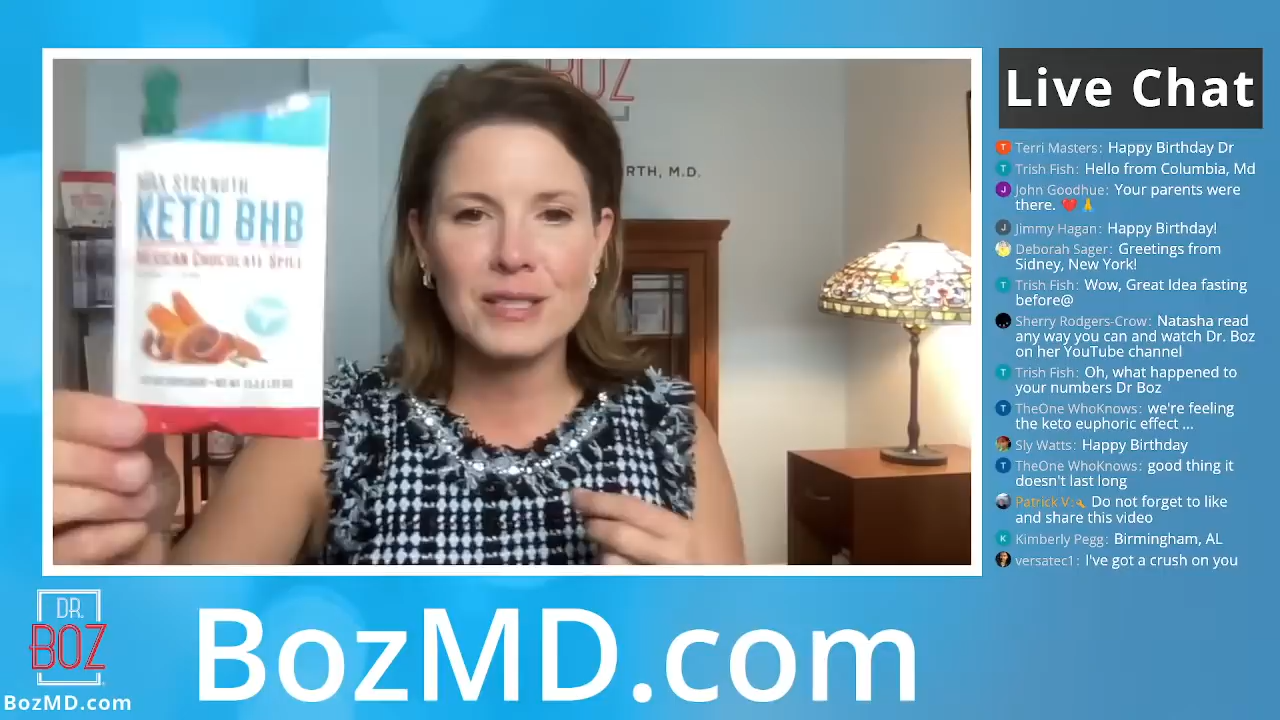 BOZ
RTH, M.D.
MAX STRENGTH
KETO BHB
MEXICAN CHOCOLATE SPICE
Live Chat
Terri Masters: Happy Birthday Dr
Trish Fish: Hello from Columbia, Md
John Goodhue: Your parents were
there. ❤️ 🙏
Jimmy Hagan: Happy Birthday!
Deborah Sager: Greetings from
Sidney, New York!
Trish Fish: Wow, Great Idea fasting
before@
Sherry Rodgers-Crow: Natasha read
any way you can and watch Dr. Boz
on her YouTube channel
Trish Fish: Oh, what happened to
your numbers Dr Boz
TheOne WhoKnows: we're feeling
the keto euphoric effect ...
Sly Watts: Happy Birthday
TheOne WhoKnows: good thing it
doesn't last long
Patrick V: Do not forget to like
and share this video
Kimberly Pegg: Birmingham, AL
versatec1: I've got a crush on you
DR.
BOZ
BozMD.com
BozMD.com